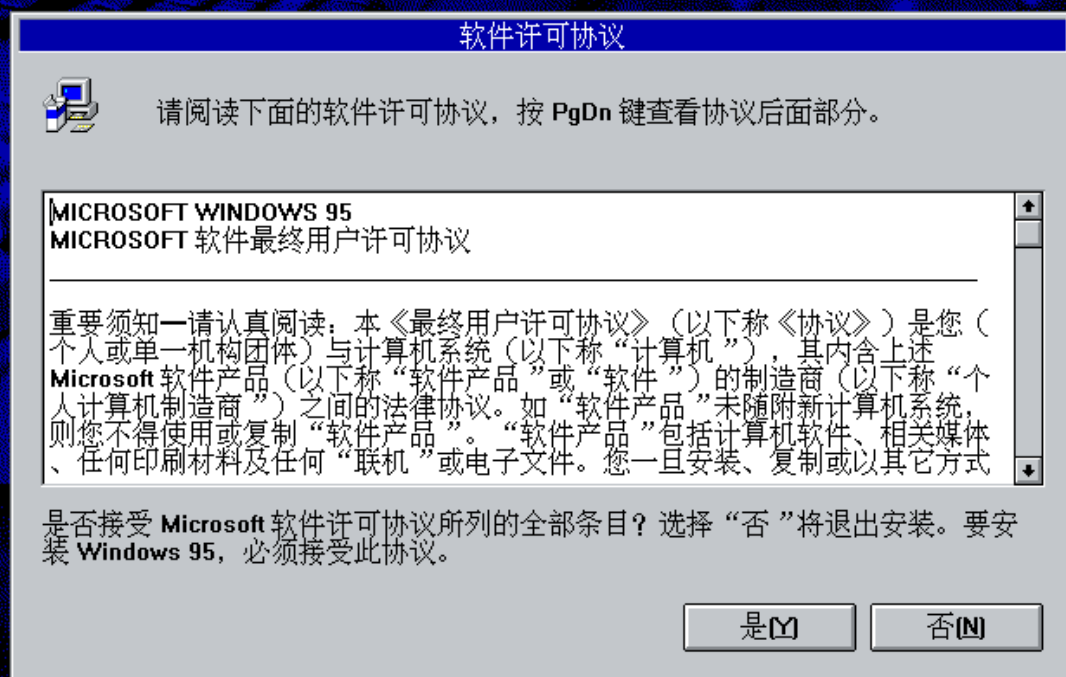 软件许可协议
请阅读下面的软件许可协议，按 PgDn 键查看协议后面部分。
MICROSOFT WINDOWS 95
MICROSOFT 软件最终用户许可协议
重要须知—请认真阅读：本《最终用户许可协议》（以下称《协议》）是您（
个人或单一机构团体）与计算机系统（以下称“计算机”），其内含上述
Microsoft 软件产品（以下称“软件产品”或“软件”）的制造商（以下称“个
人计算机制造商”）之间的法律协议。如“软件产品”未随附新计算机系统，
则您不得使用或复制“软件产品”。“软件产品”包括计算机软件、相关媒体
、任何印刷材料及任何“联机”或电子文件。您一旦安装、复制或以其它方式
是否接受 Microsoft 软件许可协议所列的全部条目？选择“否”将退出安装。要安
装 Windows 95，必须接受此协议。
是(Y)
否(N)